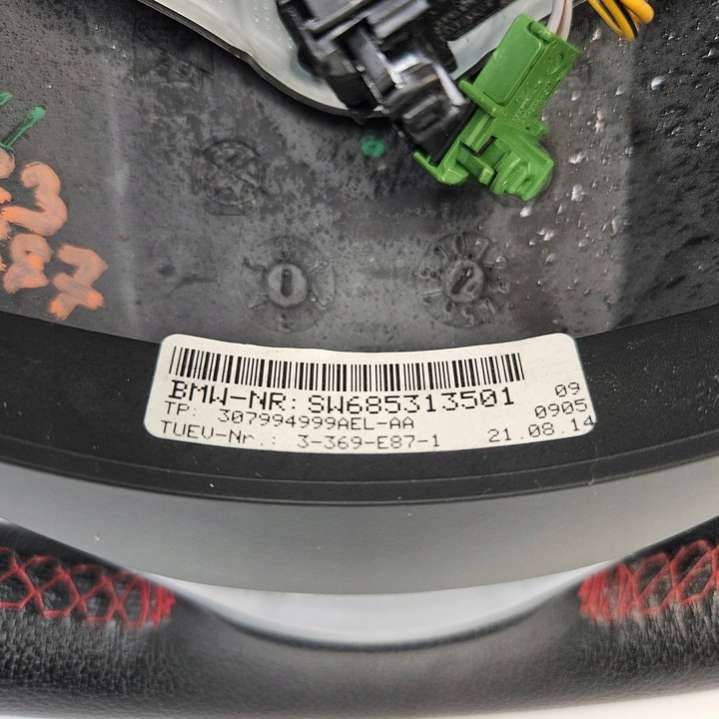 BMW-NR: SW685313501 09
TP: 307994999AEL-AA 0905
TUEV-Nr.: 3-369-E87-1 21.08.14